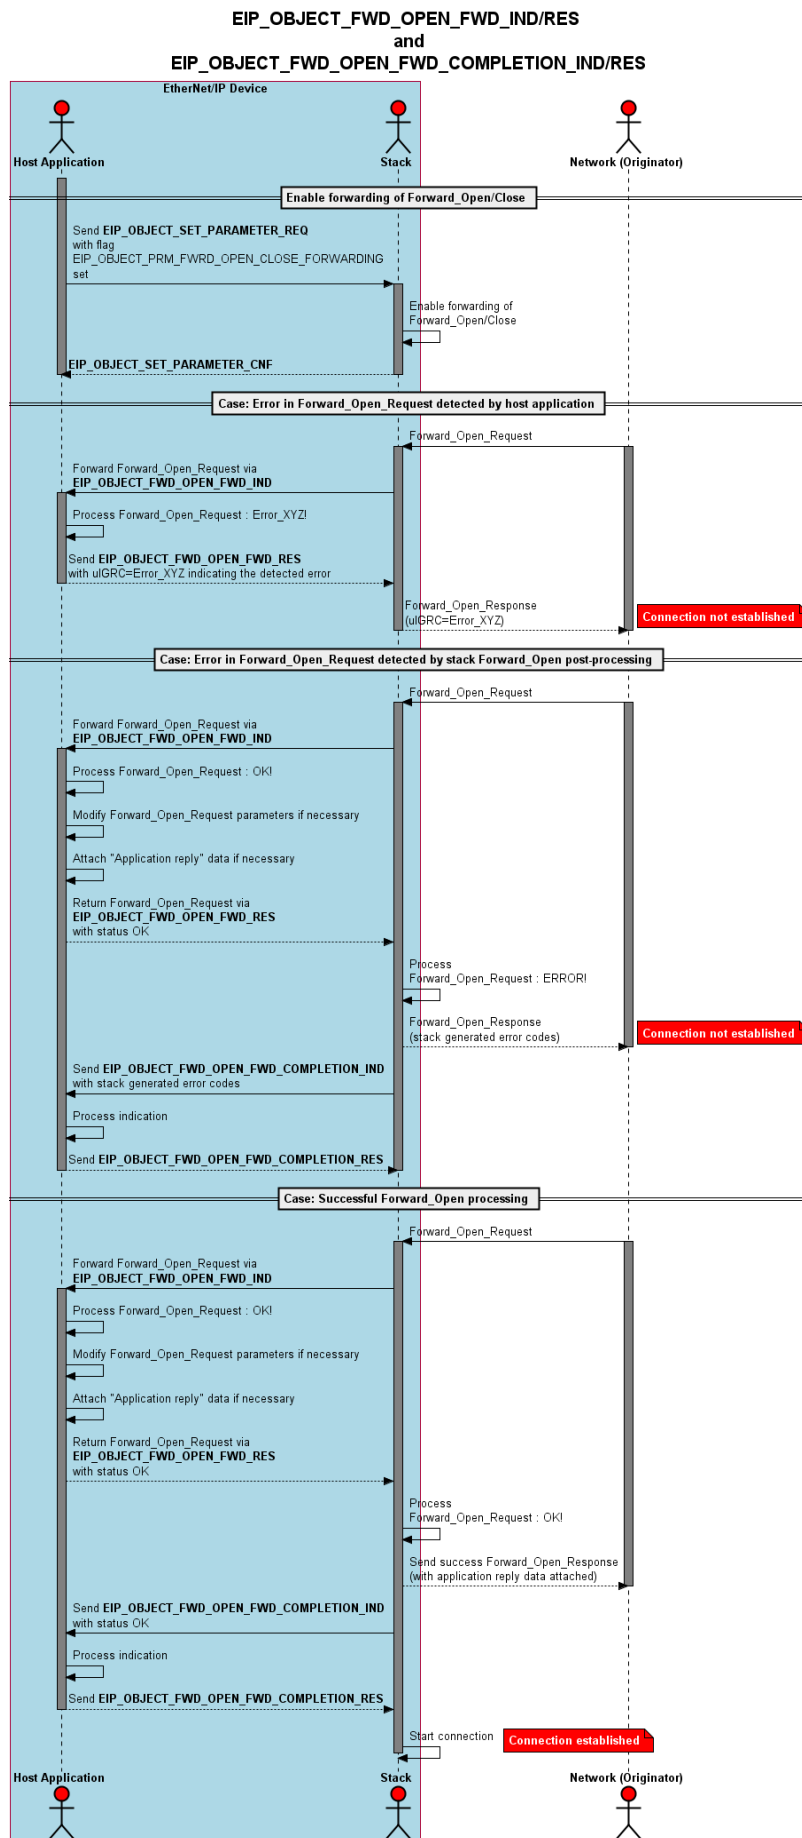 EIP_OBJECT_FWD_OPEN_FWD_IND/RES
and
EIP_OBJECT_FWD_OPEN_FWD_COMPLETION_IND/RES
EtherNet/IP Device
Host Application
Stack
Network (Originator)
Enable forwarding of Forward_Open/Close
Send EIP_OBJECT_SET_PARAMETER_REQ
with flag
EIP_OBJECT_PRM_FWRD_OPEN_CLOSE_FORWARDING
set
Enable forwarding of
Forward_Open/Close
EIP_OBJECT_SET_PARAMETER_CNF
Case: Error in Forward_Open_Request detected by host application
Forward_Open_Request
Forward Forward_Open_Request via
EIP_OBJECT_FWD_OPEN_FWD_IND
Process Forward_Open_Request : Error_XYZ!
Send EIP_OBJECT_FWD_OPEN_FWD_RES
with ulGRC=Error_XYZ indicating the detected error
Forward_Open_Response
(ulGRC=Error_XYZ)
Connection not established
Case: Error in Forward_Open_Request detected by stack Forward_Open post-processing
Forward_Open_Request
Forward Forward_Open_Request via
EIP_OBJECT_FWD_OPEN_FWD_IND
Process Forward_Open_Request : OK!
Modify Forward_Open_Request parameters if necessary
Attach "Application reply" data if necessary
Return Forward_Open_Request via
EIP_OBJECT_FWD_OPEN_FWD_RES
with status OK
Process
Forward_Open_Request : ERROR!
Forward_Open_Response
(stack generated error codes)
Connection not established
Send EIP_OBJECT_FWD_OPEN_FWD_COMPLETION_IND
with stack generated error codes
Process indication
Send EIP_OBJECT_FWD_OPEN_FWD_COMPLETION_RES
Case: Successful Forward_Open processing
Forward_Open_Request
Forward Forward_Open_Request via
EIP_OBJECT_FWD_OPEN_FWD_IND
Process Forward_Open_Request : OK!
Modify Forward_Open_Request parameters if necessary
Attach "Application reply" data if necessary
Return Forward_Open_Request via
EIP_OBJECT_FWD_OPEN_FWD_RES
with status OK
Process
Forward_Open_Request : OK!
Send success Forward_Open_Response
(with application reply data attached)
Send EIP_OBJECT_FWD_OPEN_FWD_COMPLETION_IND
with status OK
Process indication
Send EIP_OBJECT_FWD_OPEN_FWD_COMPLETION_RES
Start connection
Connection established
Host Application
Stack
Network (Originator)